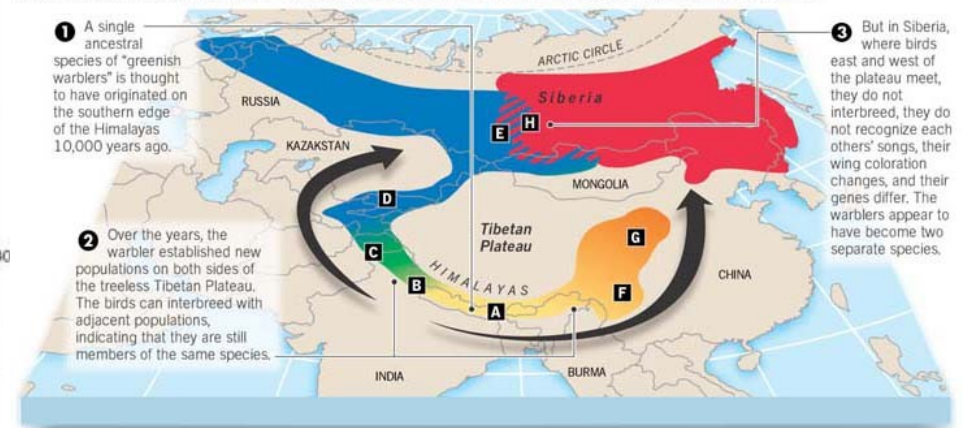 1 A single
ancestral
species of "greenish
warblers" is thought
to have originated on
the southern edge
of the Himalayas
10,000 years ago.
2 Over the years, the
warbler established new
populations on both sides of
the treeless Tibetan Plateau.
The birds can interbreed with
adjacent populations,
indicating that they are still
members of the same species.
3 But in Siberia,
where birds
east and west of
the plateau meet,
they do not
interbreed, they do
not recognize each
others' songs, their
wing coloration
changes, and their
genes differ. The
warblers appear to
have become two
separate species.
ARCTIC CIRCLE
RUSSIA
Siberia
E
H
KAZAKSTAN
MONGOLIA
D
Tibetan
Plateau
C
G
HIMALAYAS
B
F
A
CHINA
INDIA
BURMA